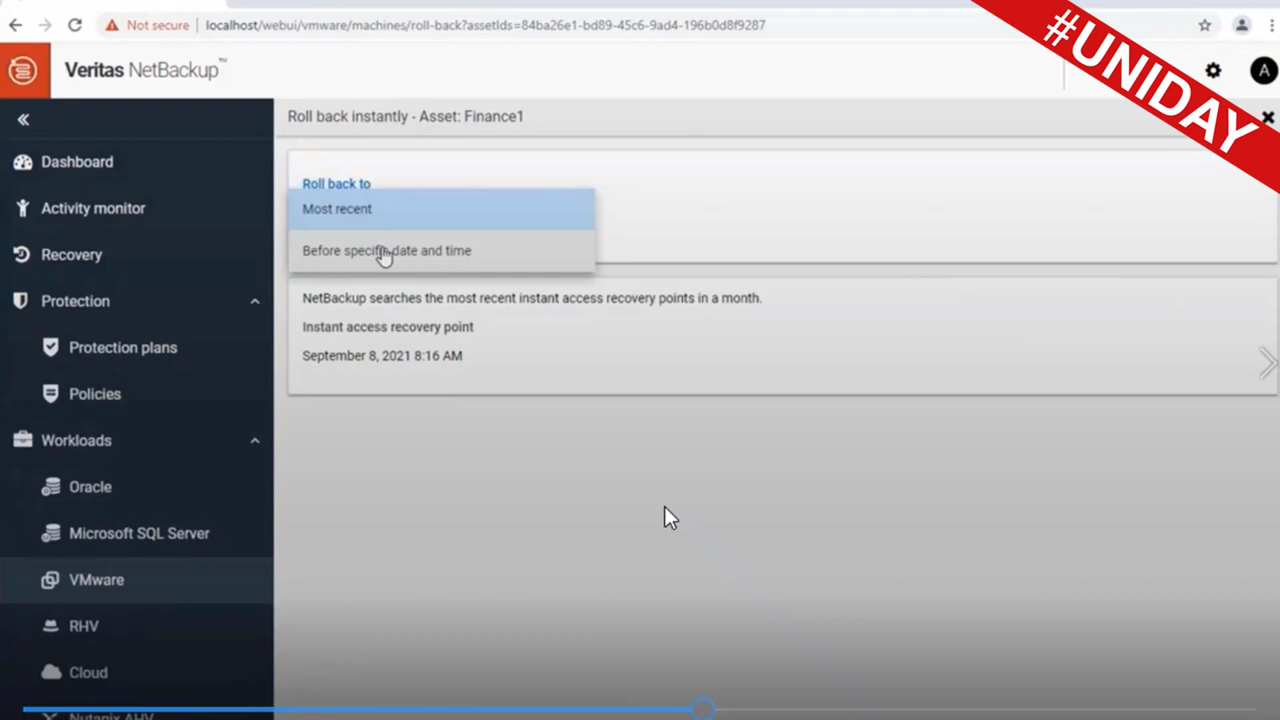 Not secure
localhost/webui/vmware/machines/roll-back?assetIds=84ba26e1-bd89-45c6-9ad4-196b0d8f9287
#UNIDAY
Veritas NetBackup™
A
Roll back instantly - Asset: Finance1
Dashboard
Activity monitor
Recovery
Protection
Protection plans
Policies
Workloads
Oracle
Microsoft SQL Server
VMware
RHV
Cloud
Nutanix AHV
Roll back to
Most recent
Before specific date and time
NetBackup searches the most recent instant access recovery points in a month.
Instant access recovery point
September 8, 2021 8:16 AM